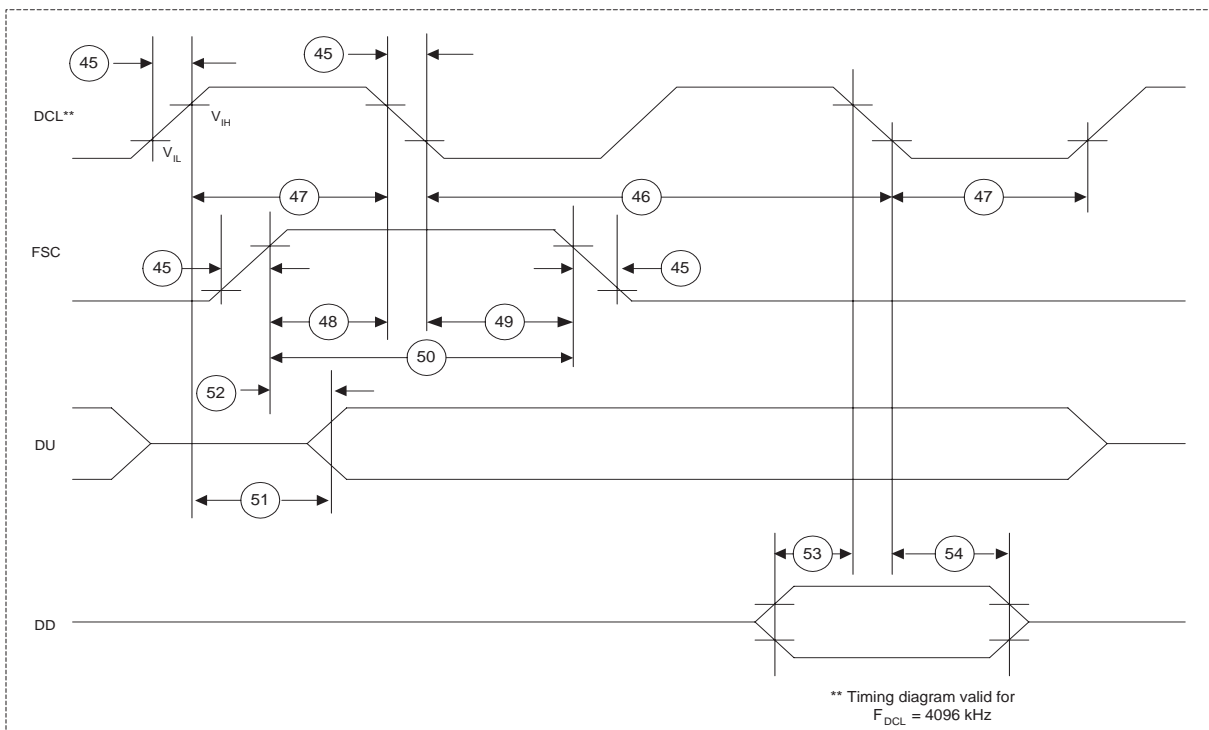 45
45
DCL**
V_IH
V_IL
47
46
47
FSC
45
45
48
49
50
52
DU
51
53
54
DD
** Timing diagram valid for
F_DCL = 4096 kHz